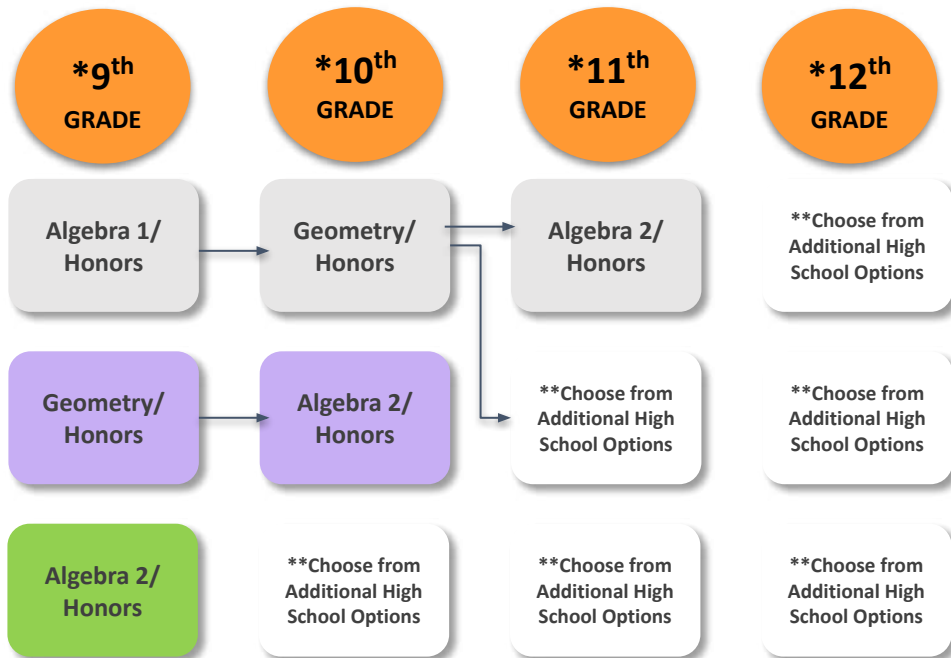 *9th
GRADE
*10th
GRADE
*11th
GRADE
*12th
GRADE
Algebra 1/
Honors
Geometry/
Honors
Algebra 2/
Honors
**Choose from
Additional High
School Options
Geometry/
Honors
Algebra 2/
Honors
**Choose from
Additional High
School Options
**Choose from
Additional High
School Options
Algebra 2/
Honors
**Choose from
Additional High
School Options
**Choose from
Additional High
School Options
**Choose from
Additional High
School Options